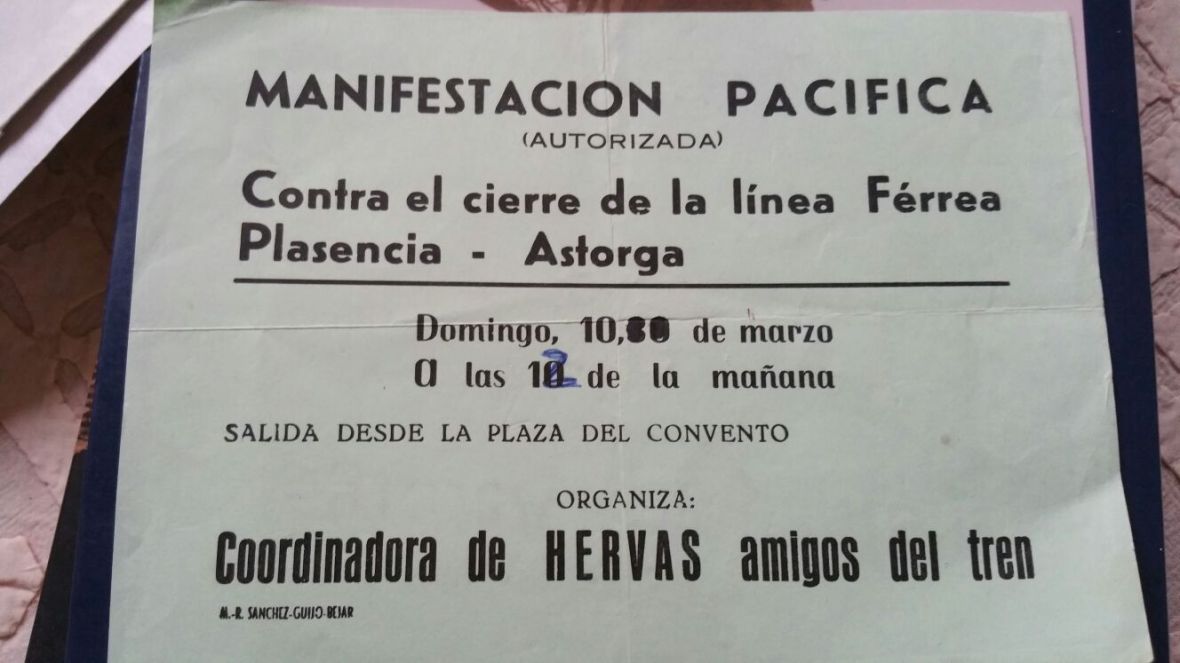 MANIFESTACION PACIFICA
(AUTORIZADA)
Contra el cierre de la línea Férrea
Plasencia - Astorga
Domingo, 10, de marzo
A las 12 de la mañana
SALIDA DESDE LA PLAZA DEL CONVENTO
ORGANIZA:
Coordinadora de HERVAS amigos del tren
M.-R. SANCHEZ-GUIJO-BEJAR